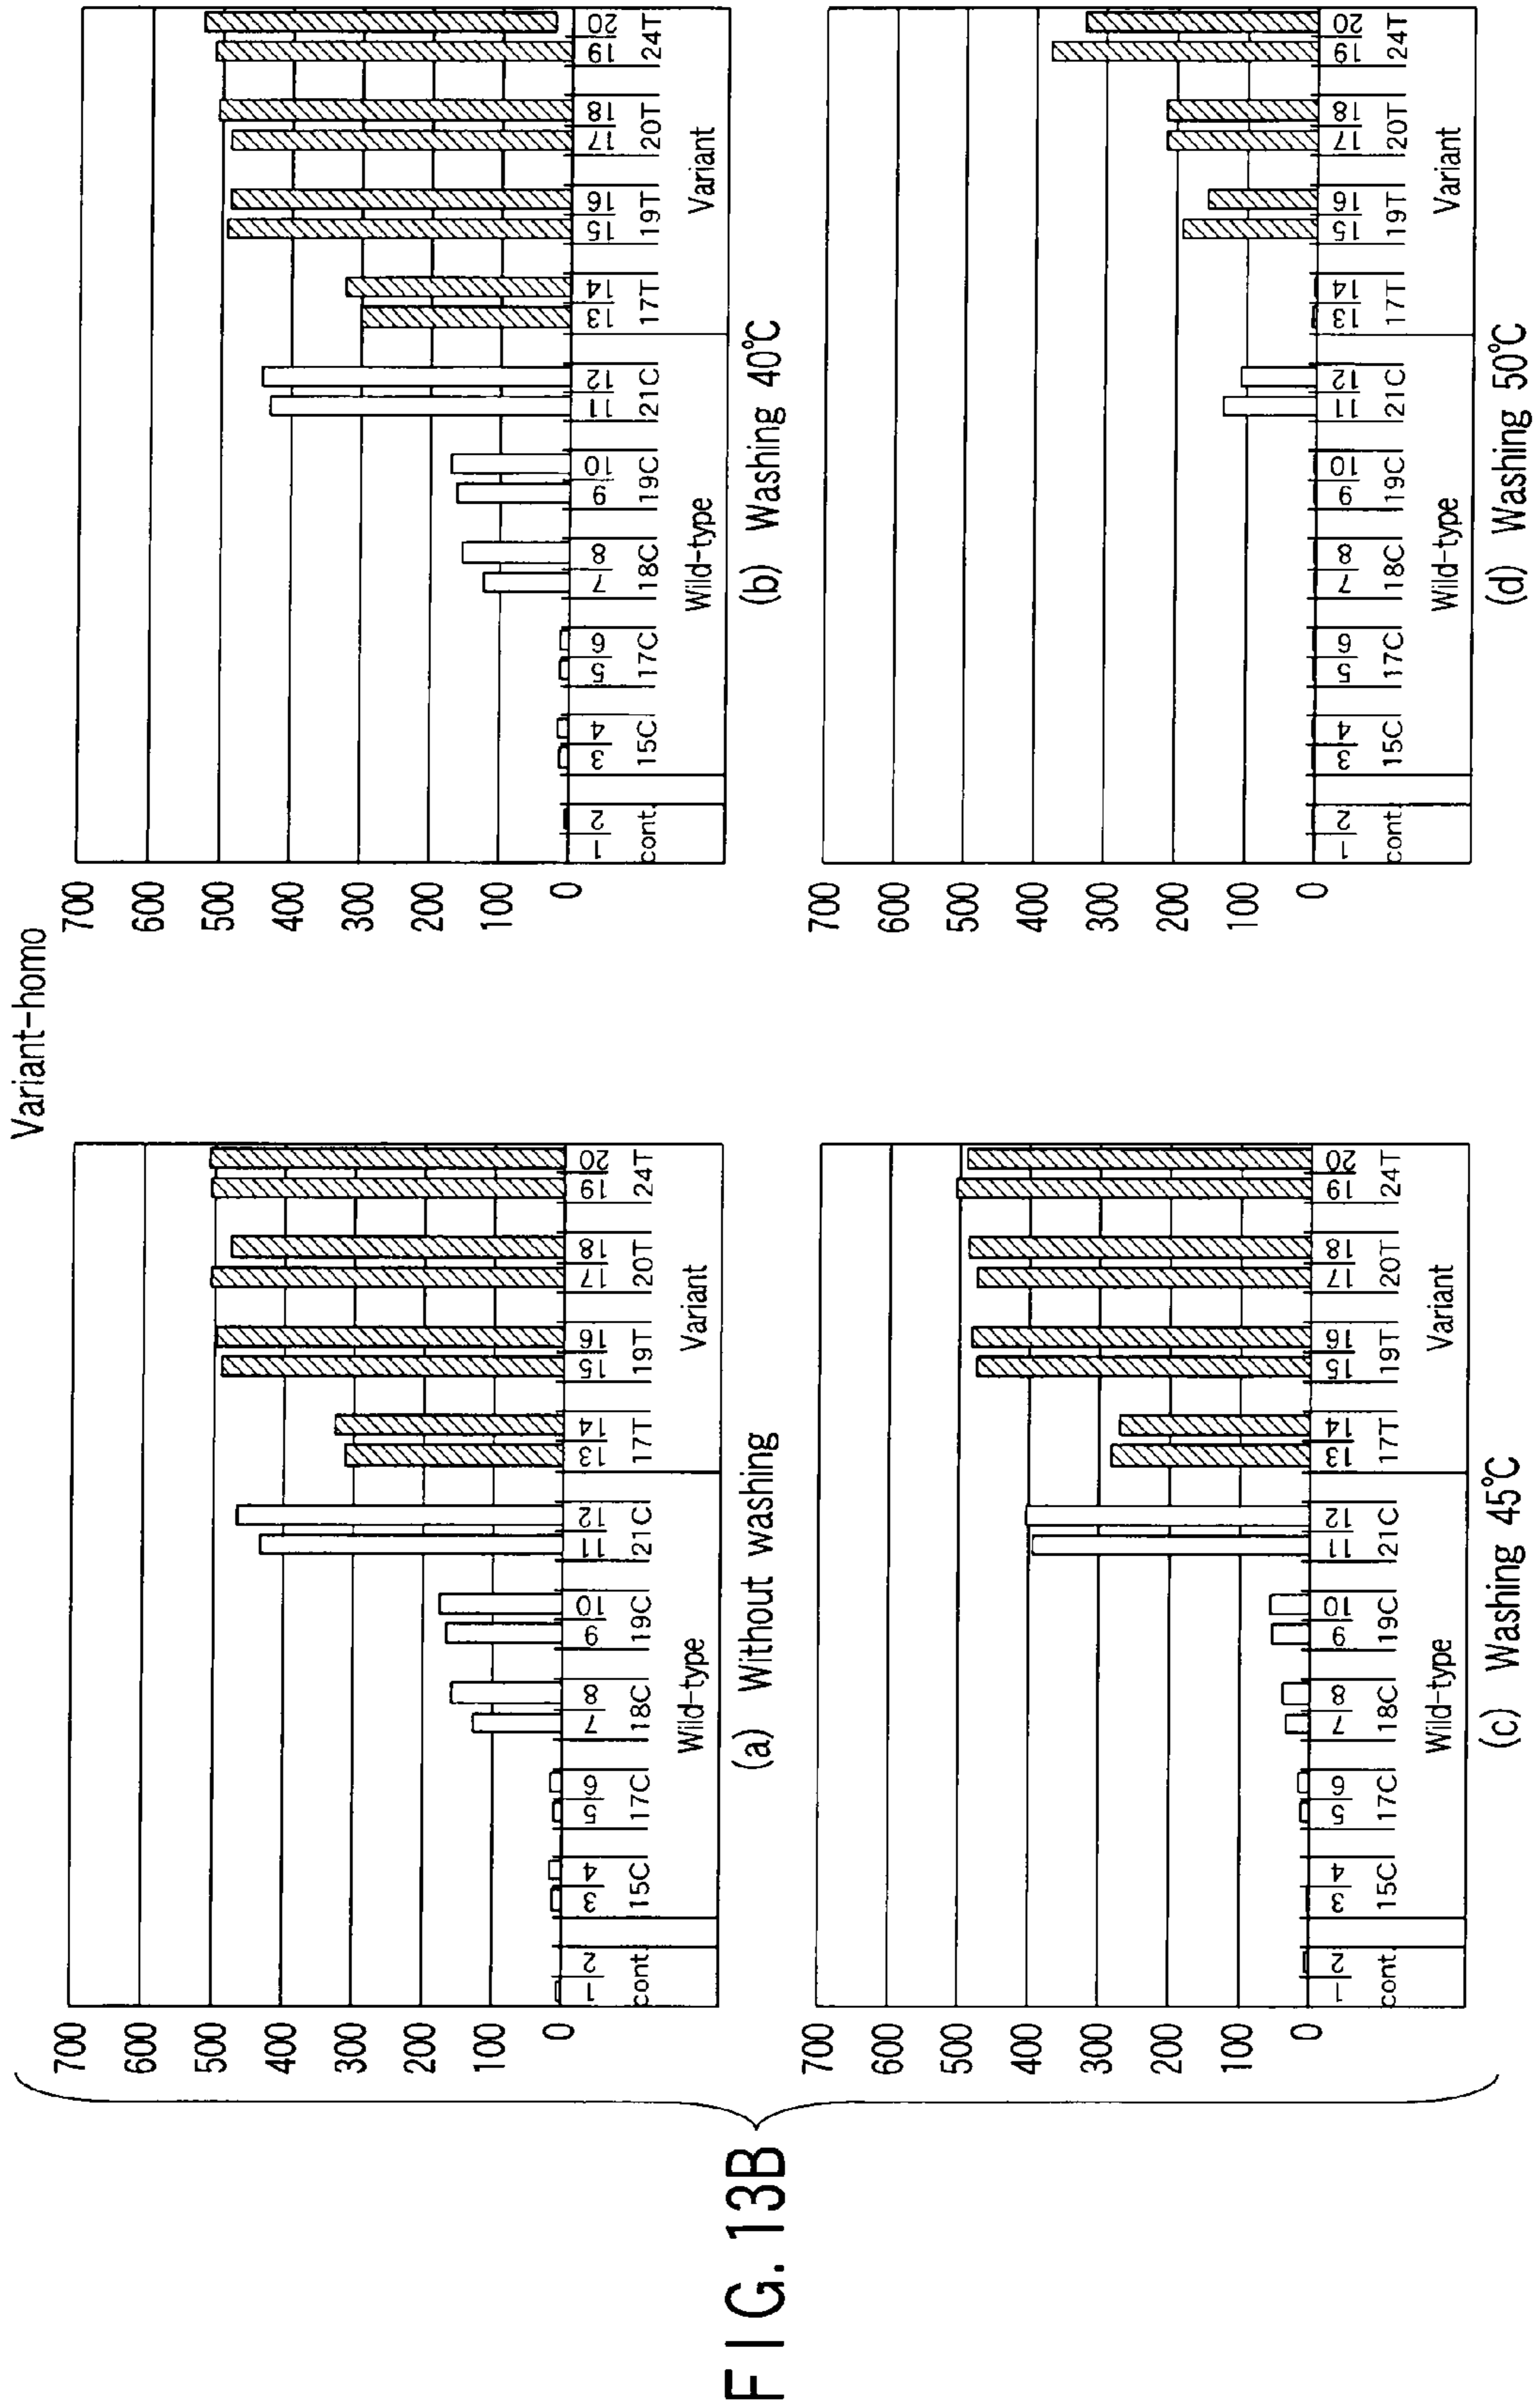 FIG. 13B
Variant-homo
700
600
500
400
300
200
100
0
1 2 3 4 5 6 7 8 9 10 11 12 13 14 15 16 17 18 19 20
cont. 15C 17C 18C 19C 21C 17T 19T 20T 24T
Wild-type Variant
(a) Without washing
700
600
500
400
300
200
100
0
1 2 3 4 5 6 7 8 9 10 11 12 13 14 15 16 17 18 19 20
cont. 15C 17C 18C 19C 21C 17T 19T 20T 24T
Wild-type Variant
(b) Washing 40°C
700
600
500
400
300
200
100
0
1 2 3 4 5 6 7 8 9 10 11 12 13 14 15 16 17 18 19 20
cont. 15C 17C 18C 19C 21C 17T 19T 20T 24T
Wild-type Variant
(c) Washing 45°C
700
600
500
400
300
200
100
0
1 2 3 4 5 6 7 8 9 10 11 12 13 14 15 16 17 18 19 20
cont. 15C 17C 18C 19C 21C 17T 19T 20T 24T
Wild-type Variant
(d) Washing 50°C